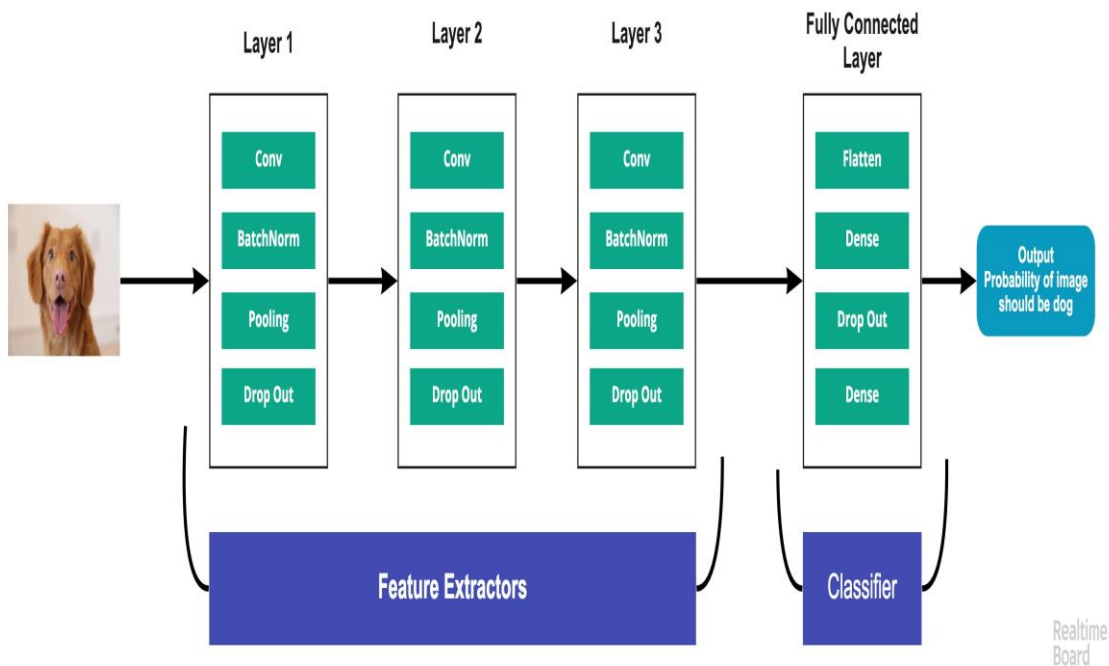 Layer 1
Layer 2
Layer 3
Fully Connected
Layer
Conv
BatchNorm
Pooling
Drop Out
Conv
BatchNorm
Pooling
Drop Out
Conv
BatchNorm
Pooling
Drop Out
Flatten
Dense
Drop Out
Dense
Output
Probability of image
should be dog
Feature Extractors
Classifier
Realtime
Board